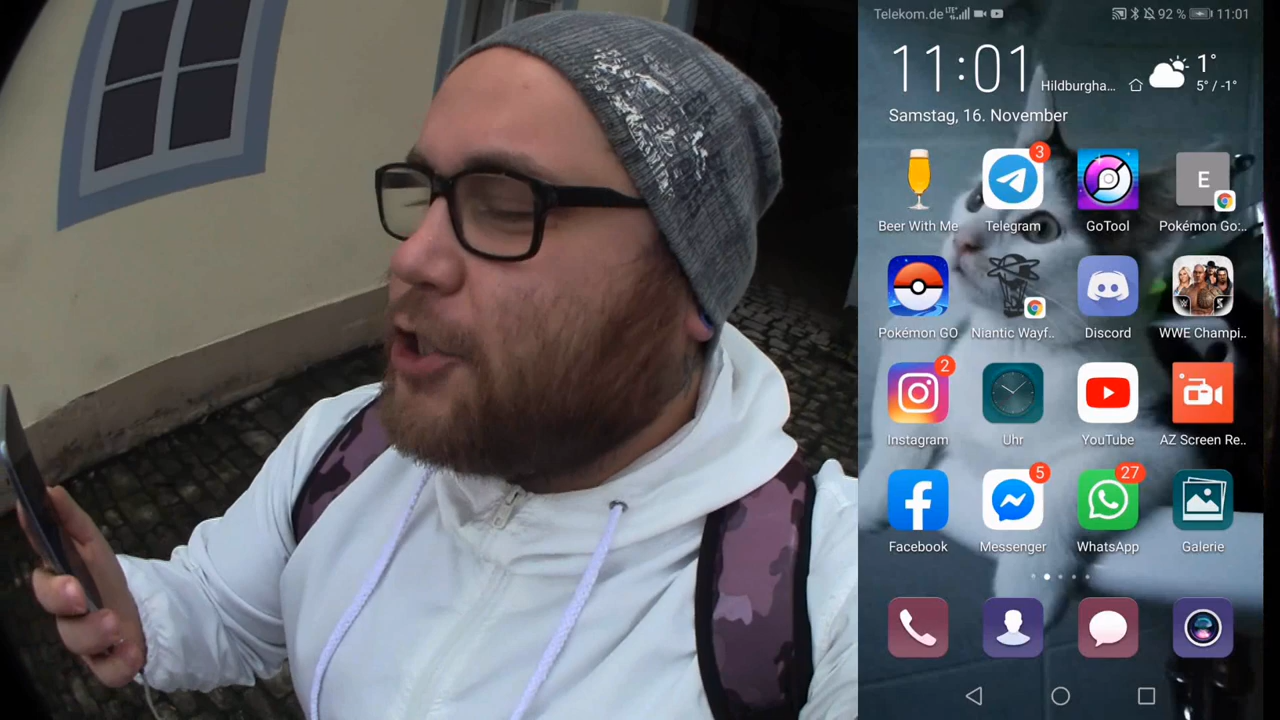 Telekom.de LTE 92 % 11:01
11:01
Hildburgha... 1°
5° / -1°
Samstag, 16. November
3
E
Beer With Me Telegram GoTool Pokémon Go:..
Pokémon GO Niantic Wayf.. Discord WWE Champi..
2
Instagram Uhr YouTube AZ Screen Re..
5 27
Facebook Messenger WhatsApp Galerie